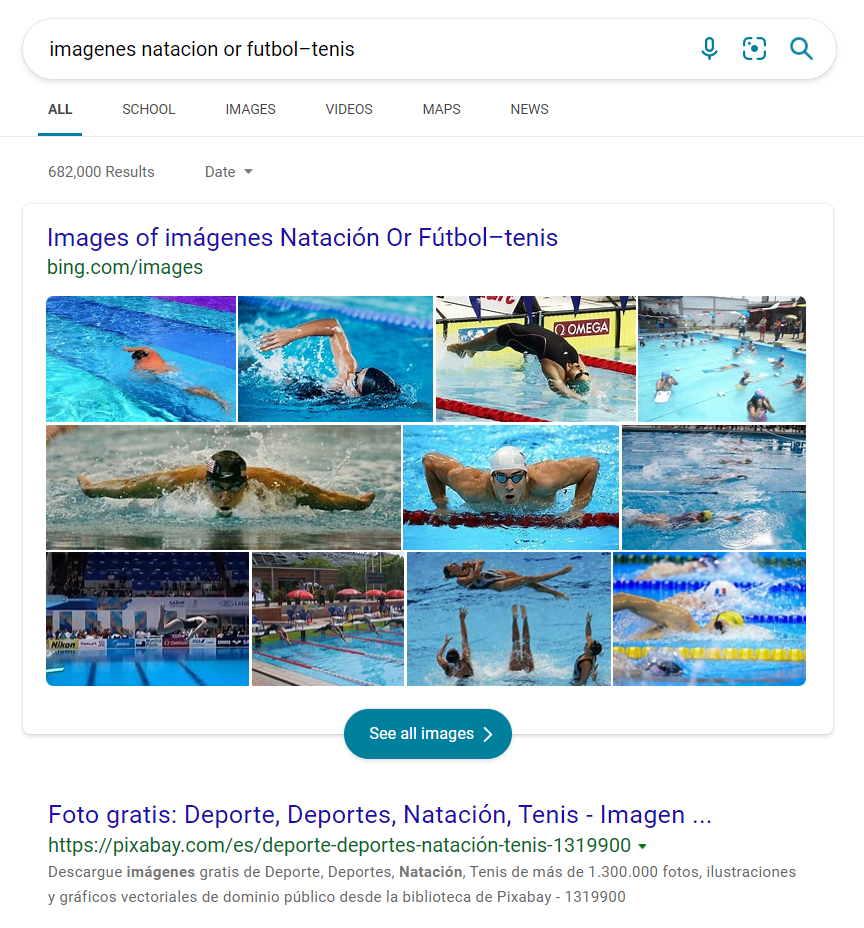 imagenes natacion or futbol–tenis
ALL SCHOOL IMAGES VIDEOS MAPS NEWS
682,000 Results Date
Images of imágenes Natación Or Fútbol–tenis
bing.com/images
OMEGA
Nikon
See all images
Foto gratis: Deporte, Deportes, Natación, Tenis - Imagen ...
https://pixabay.com/es/deporte-deportes-natación-tenis-1319900
Descargue imágenes gratis de Deporte, Deportes, Natación, Tenis de más de 1.300.000 fotos, ilustraciones
y gráficos vectoriales de dominio público desde la biblioteca de Pixabay - 1319900